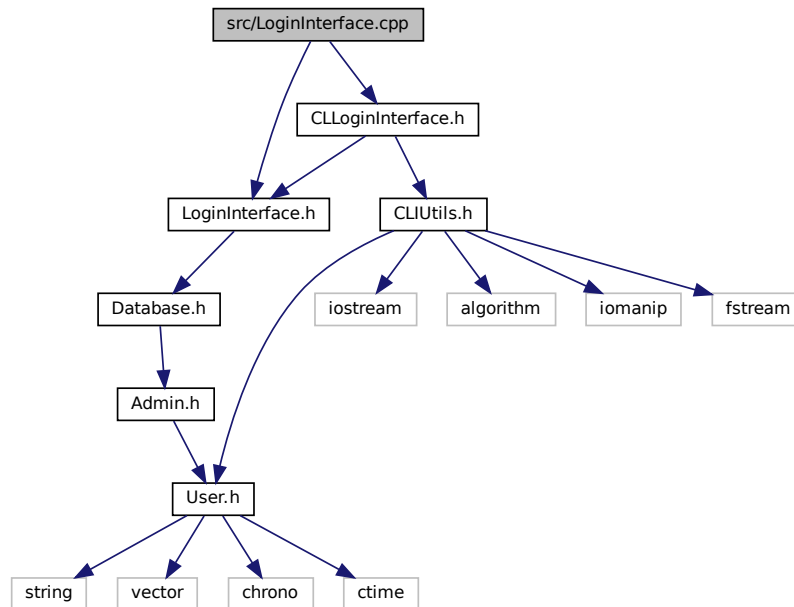 src/LoginInterface.cpp
CLLoginInterface.h
LoginInterface.h
CLIUtils.h
Database.h
iostream
algorithm
iomanip
fstream
Admin.h
User.h
string
vector
chrono
ctime